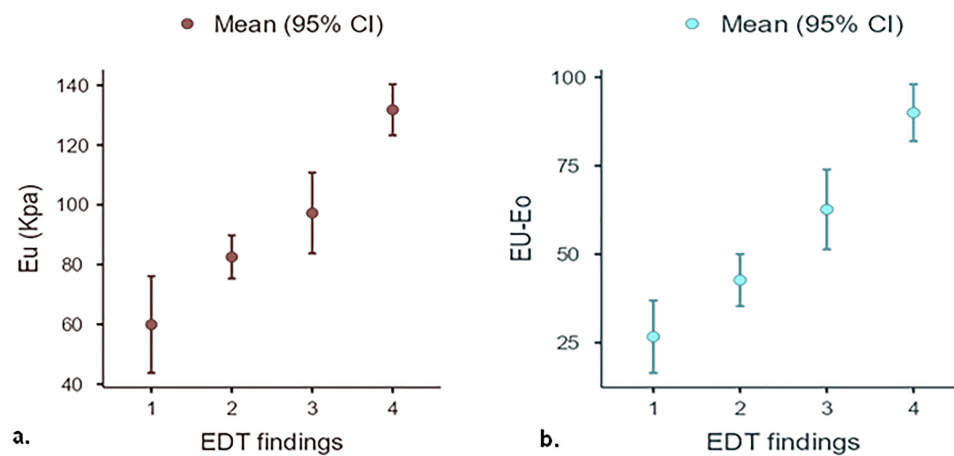 Mean (95% CI)
140
120
100
80
60
40
Eu (Kpa)
1 2 3 4
EDT findings
a.
Mean (95% CI)
100
75
50
25
EU-Eo
1 2 3 4
EDT findings
b.